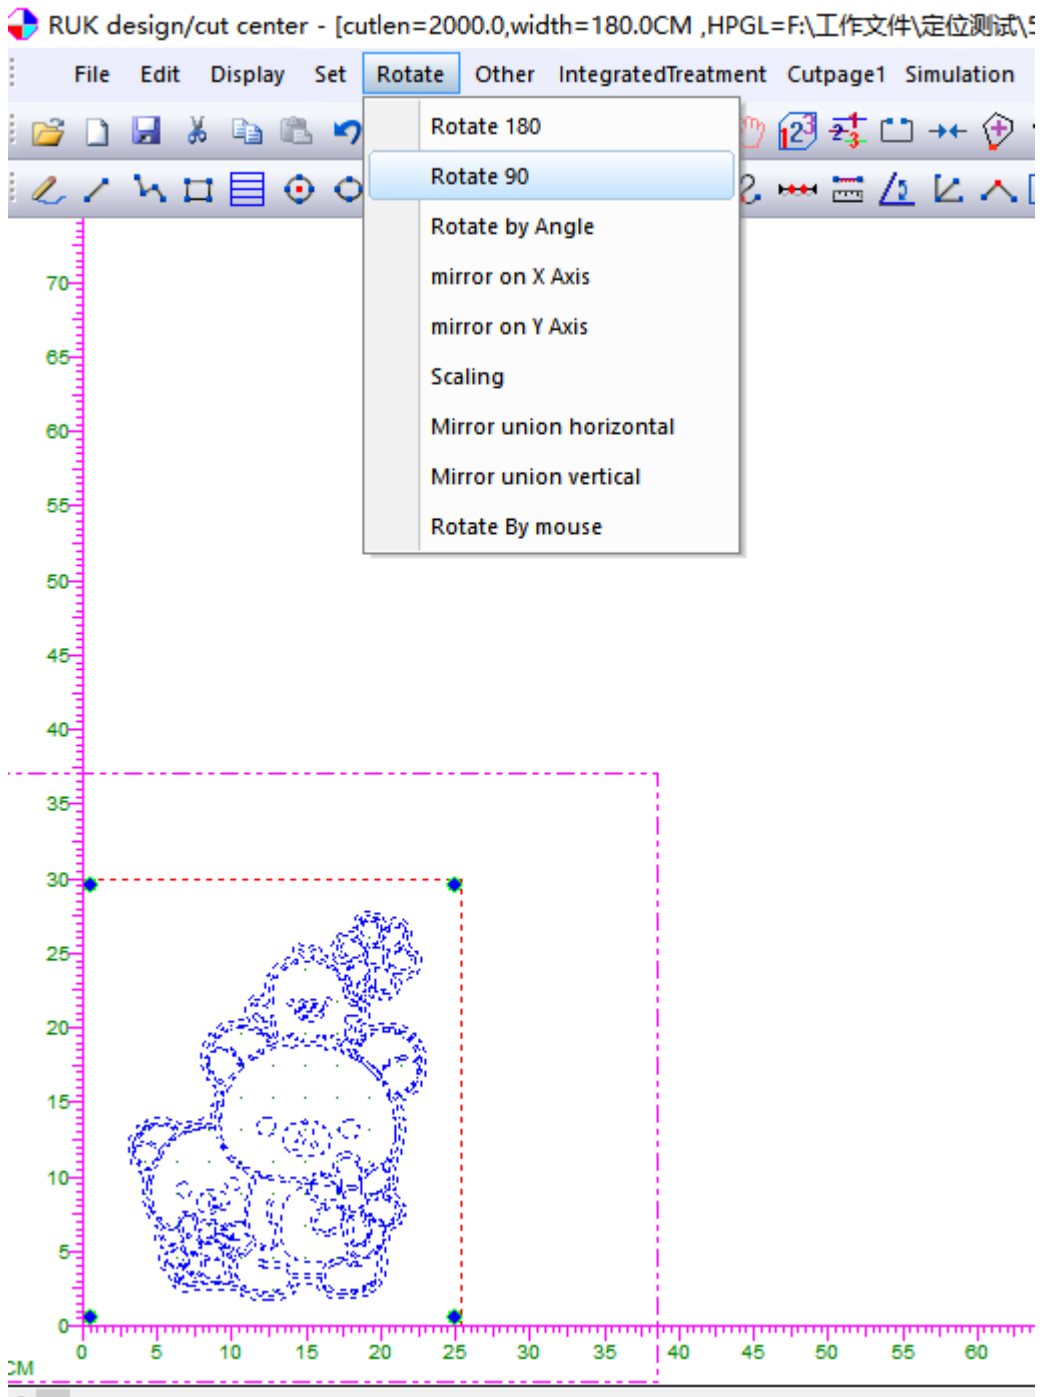 RUK design/cut center - [cutlen=2000.0,width=180.0CM ,HPGL=F:\工作文件\定位测试\5
File Edit Display Set Rotate Other IntegratedTreatment Cutpage1 Simulation
Rotate 180
Rotate 90
Rotate by Angle
mirror on X Axis
mirror on Y Axis
Scaling
Mirror union horizontal
Mirror union vertical
Rotate By mouse
70
65
60
55
50
45
40
35
30
25
20
15
10
5
0
0 5 10 15 20 25 30 35 40 45 50 55 60
CM